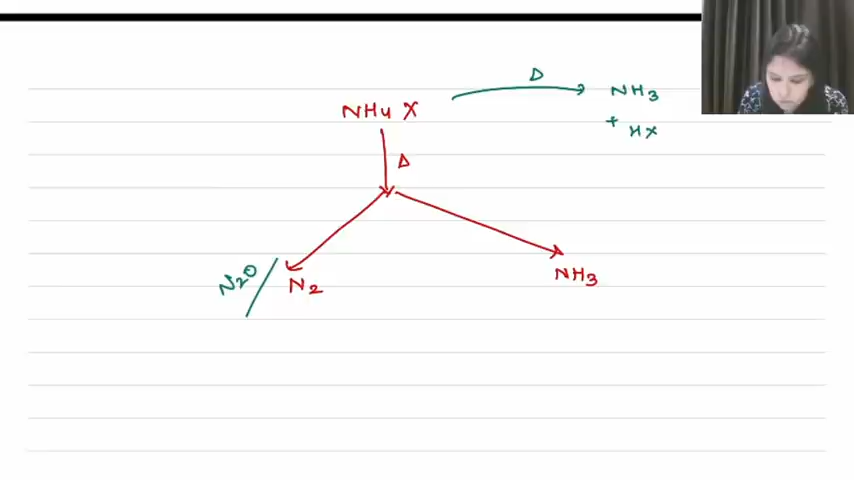 NH4 X Δ NH3
+ HX
Δ
N2O / N2 NH3